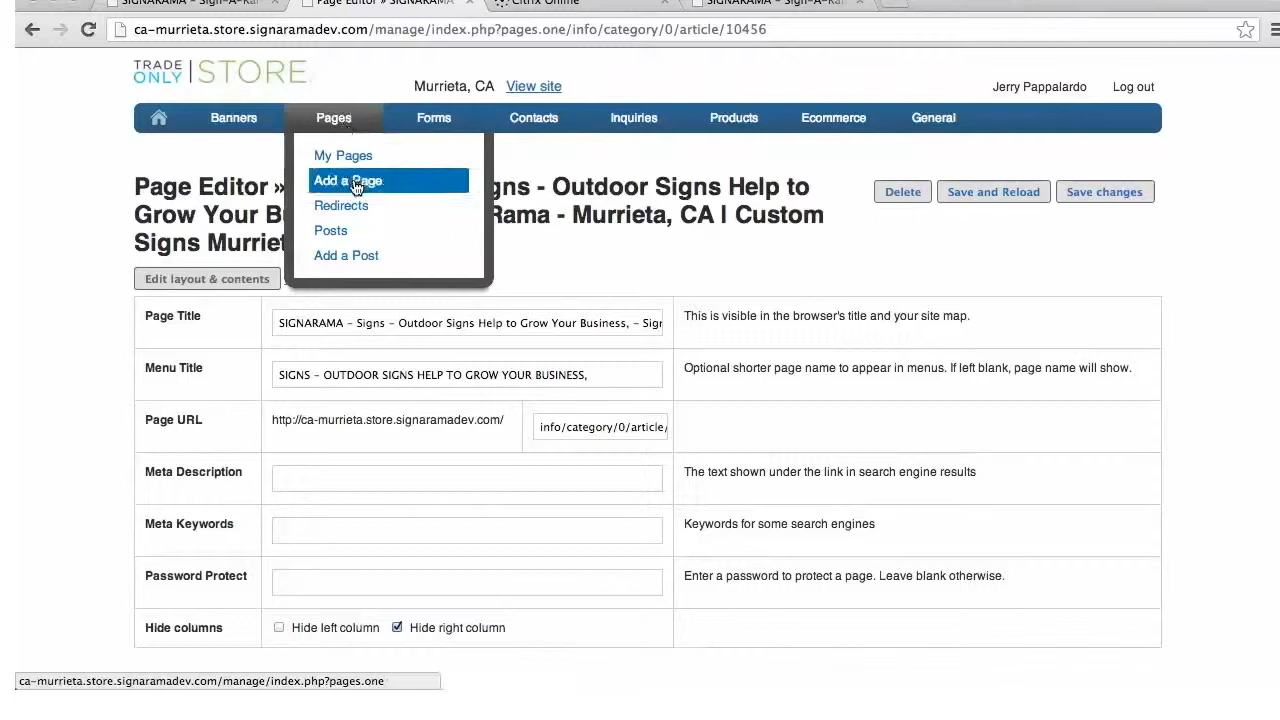 SIGNARAMA - Sign-A-Ra
Page Editor » SIGNARAMA
Citrix Online
SIGNARAMA - Sign-A-Ra
ca-murrieta.store.signaramadev.com/manage/index.php?pages.one/info/category/0/article/10456
TRADE ONLY | STORE
Murrieta, CA View site
Jerry Pappalardo Log out
Banners Pages Forms Contacts Inquiries Products Ecommerce General
My Pages
Add a Page
Redirects
Posts
Add a Post
Page Editor » gns - Outdoor Signs Help to
Grow Your B Rama - Murrieta, CA | Custom
Signs Murriet
Delete Save and Reload Save changes
Edit layout & contents
Page Title SIGNARAMA - Signs - Outdoor Signs Help to Grow Your Business, - Sign This is visible in the browser's title and your site map.
Menu Title SIGNS - OUTDOOR SIGNS HELP TO GROW YOUR BUSINESS, Optional shorter page name to appear in menus. If left blank, page name will show.
Page URL http://ca-murrieta.store.signaramadev.com/ info/category/0/article/
Meta Description The text shown under the link in search engine results
Meta Keywords Keywords for some search engines
Password Protect Enter a password to protect a page. Leave blank otherwise.
Hide columns Hide left column Hide right column
ca-murrieta.store.signaramadev.com/manage/index.php?pages.one